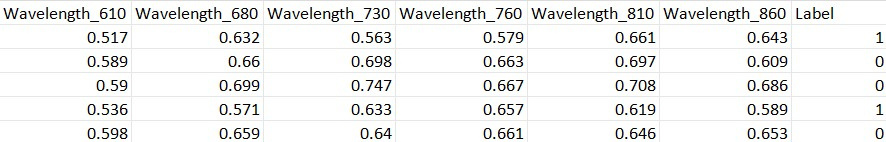 Wavelength_610 Wavelength_680 Wavelength_730 Wavelength_760 Wavelength_810 Wavelength_860 Label
0.517 0.632 0.563 0.579 0.661 0.643 1
0.589 0.66 0.698 0.663 0.697 0.609 0
0.59 0.699 0.747 0.667 0.708 0.686 0
0.536 0.571 0.633 0.657 0.619 0.589 1
0.598 0.659 0.64 0.661 0.646 0.653 0